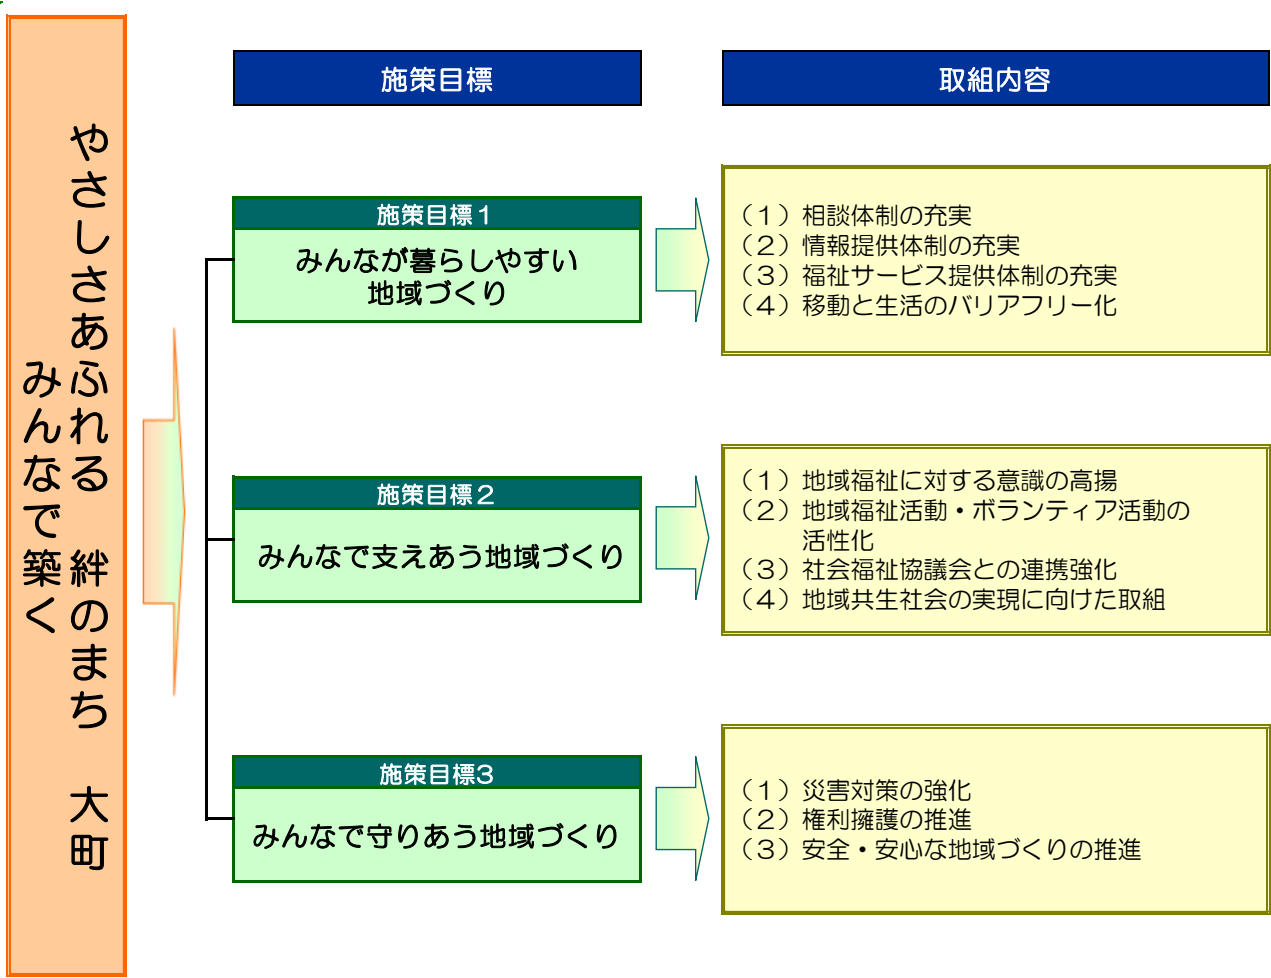 やさしさあふれる　絆のまち　大町
みんなで築く
施策目標
取組内容
施策目標１
みんなが暮らしやすい
地域づくり
（１）相談体制の充実
（２）情報提供体制の充実
（３）福祉サービス提供体制の充実
（４）移動と生活のバリアフリー化
施策目標２
みんなで支えあう地域づくり
（１）地域福祉に対する意識の高揚
（２）地域福祉活動・ボランティア活動の
活性化
（３）社会福祉協議会との連携強化
（４）地域共生社会の実現に向けた取組
施策目標3
みんなで守りあう地域づくり
（１）災害対策の強化
（２）権利擁護の推進
（３）安全・安心な地域づくりの推進